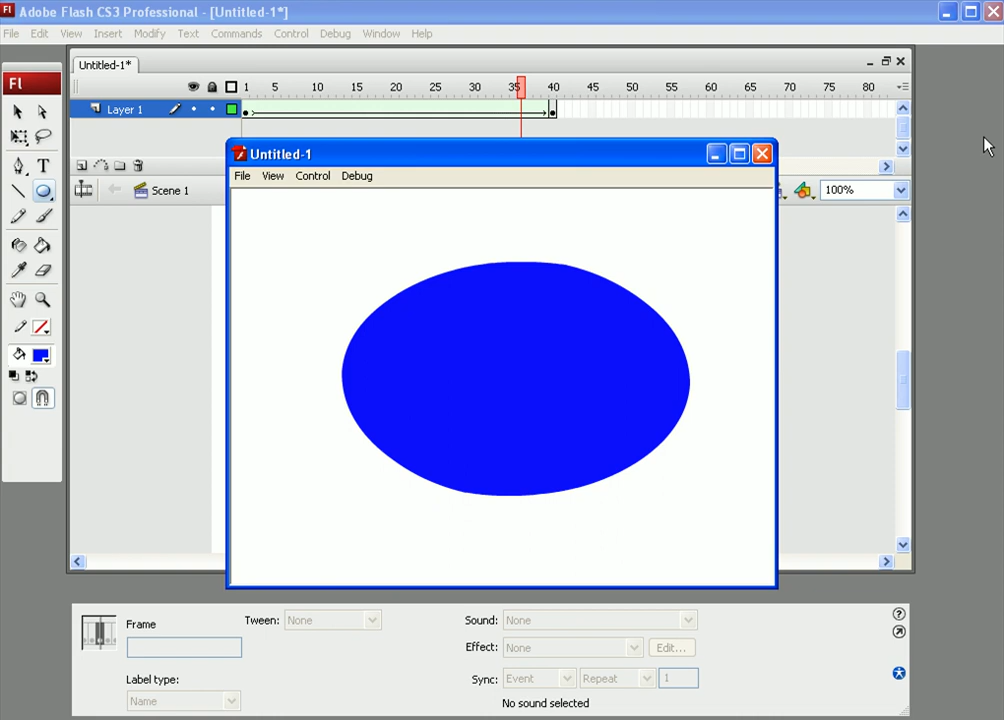 Fl Adobe Flash CS3 Professional - [Untitled-1*]
File Edit View Insert Modify Text Commands Control Debug Window Help
Untitled-1*
Fl
1 5 10 15 20 25 30 35 40 45 50 55 60 65 70 75 80
Layer 1
Untitled-1
File View Control Debug
T
Scene 1
100%
Frame
Tween: None
Sound: None
Effect: None Edit...
Label type:
Name
Sync: Event Repeat 1
No sound selected